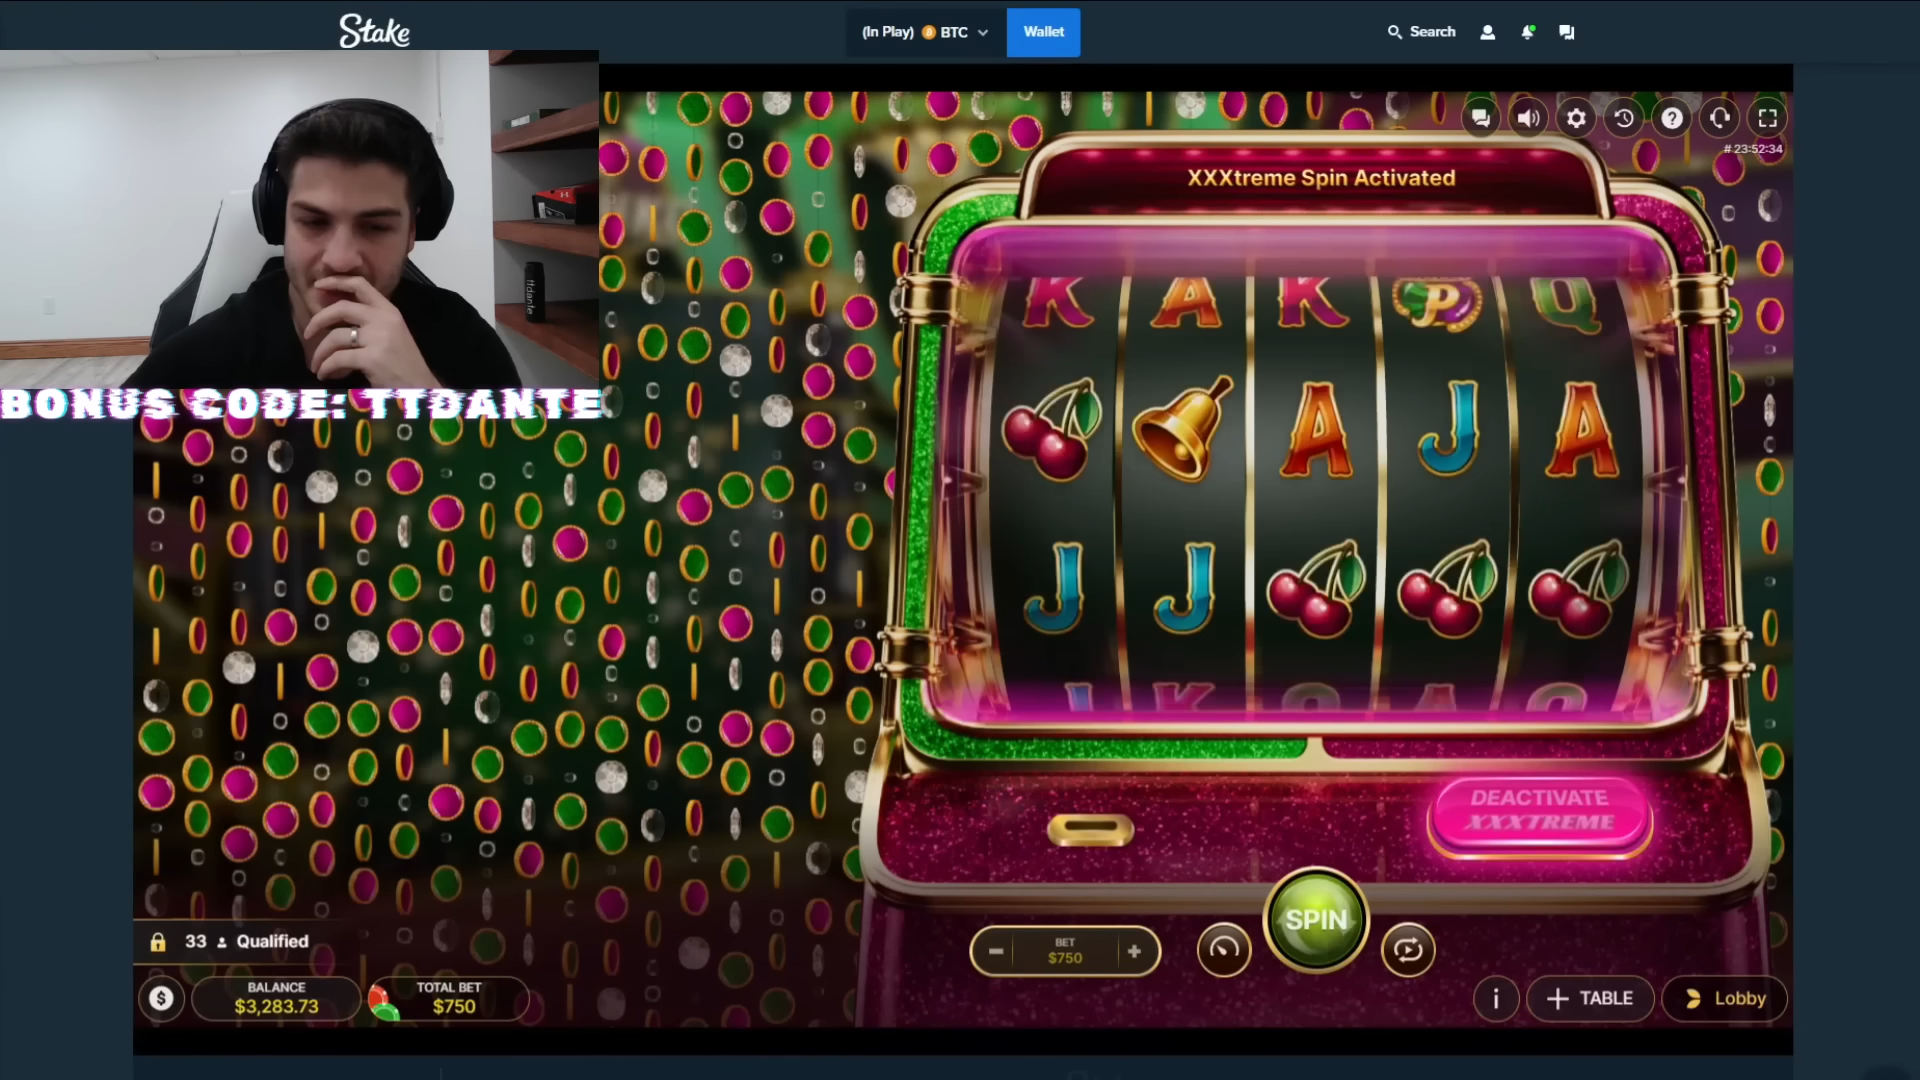 Stake
(In Play) BTC
Wallet
Search
# 23:52:34
XXXtreme Spin Activated
K A K P Q
A J A
J J
J K Q A Q
ttdante
BONUS CODE: TTDANTE
DEACTIVATE
XXXTREME
33 Qualified
BALANCE
$3,283.73
TOTAL BET
$750
BET
$750
SPIN
TABLE
Lobby